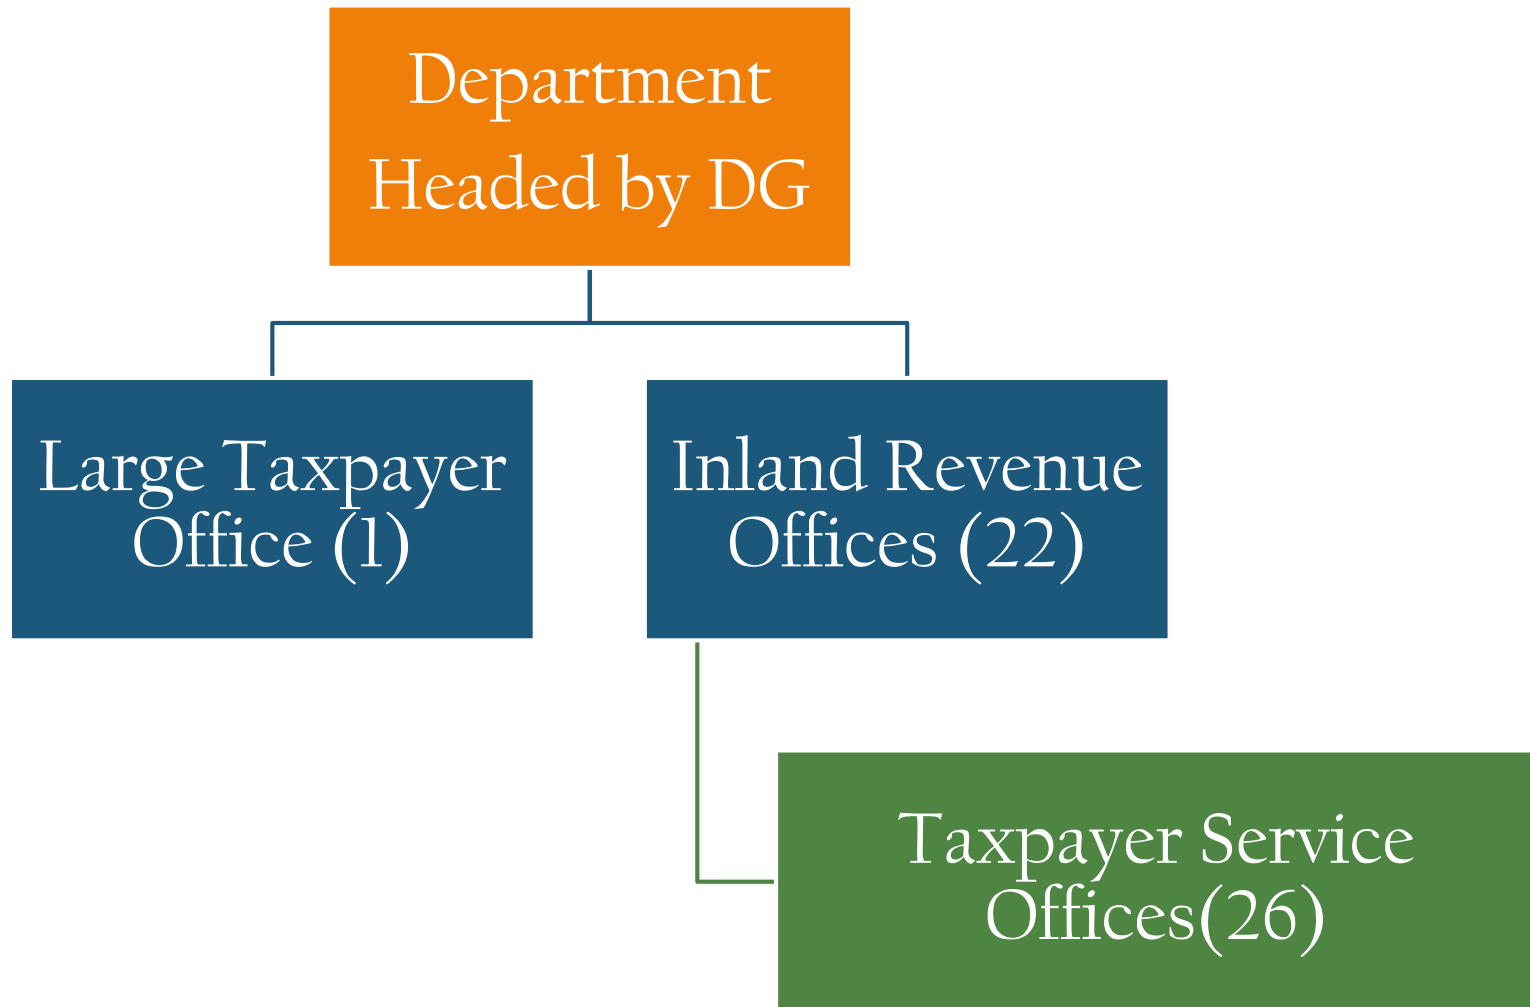 Department
Headed by DG
Large Taxpayer
Office (1)
Inland Revenue
Offices (22)
Taxpayer Service
Offices(26)